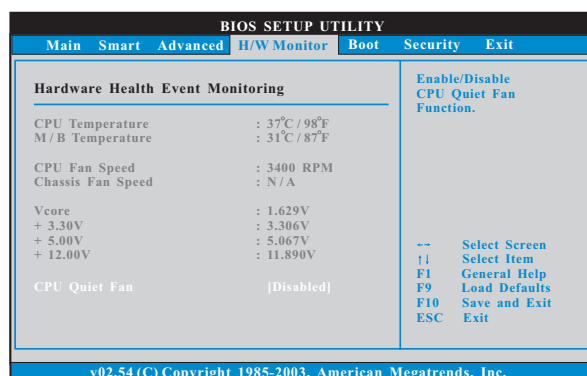 BIOS SETUP UTILITY
Main Smart Advanced H/W Monitor Boot Security Exit
Hardware Health Event Monitoring
CPU Temperature : 37°C / 98°F
M / B Temperature : 31°C / 87°F
CPU Fan Speed : 3400 RPM
Chassis Fan Speed : N / A
Vcore : 1.629V
+ 3.30V : 3.306V
+ 5.00V : 5.067V
+ 12.00V : 11.890V
CPU Quiet Fan [Disabled]
Enable/Disable
CPU Quiet Fan
Function.
←→ Select Screen
↑↓ Select Item
F1 General Help
F9 Load Defaults
F10 Save and Exit
ESC Exit
v02.54 (C) Copyright 1985-2003, American Megatrends, Inc.